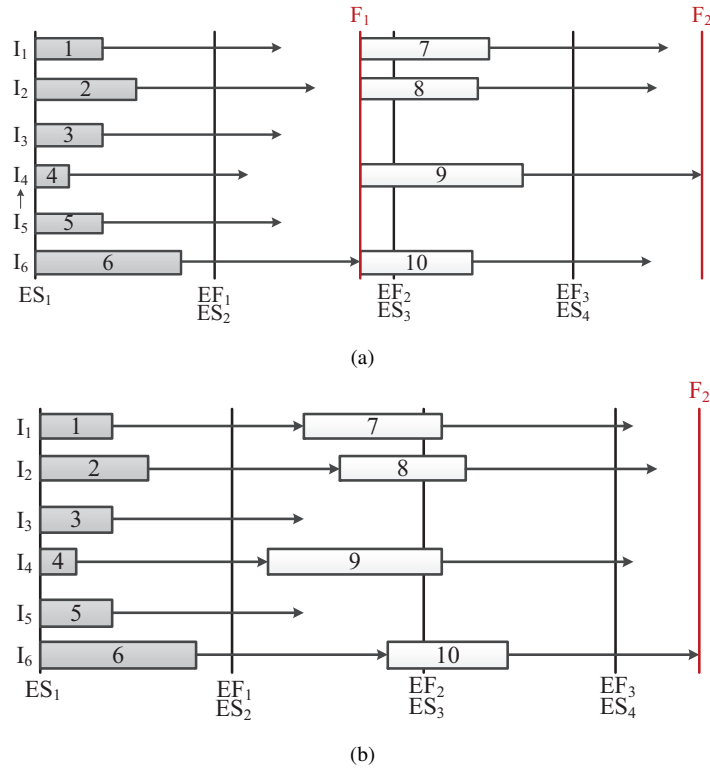 F₁ F₂
I₁ 1 7
I₂ 2 8
I₃ 3
I₄ 4 9
I₅ 5
I₆ 6 10
ES₁ EF₁ EF₂ EF₃
ES₂ ES₃ ES₄
(a)
F₂
I₁ 1 7
I₂ 2 8
I₃ 3
I₄ 4 9
I₅ 5
I₆ 6 10
ES₁ EF₁ EF₂ EF₃
ES₂ ES₃ ES₄
(b)